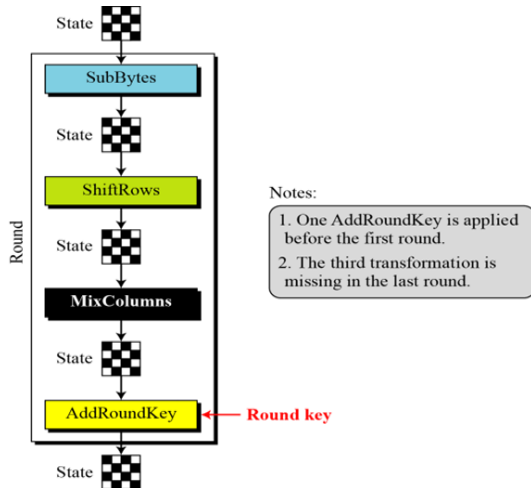 State
SubBytes
State
ShiftRows
State
MixColumns
State
AddRoundKey
Round key
State
Round
Notes:
1. One AddRoundKey is applied
before the first round.
2. The third transformation is
missing in the last round.